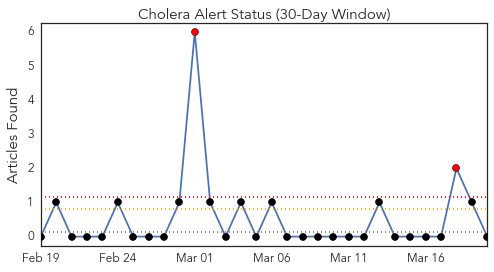 Cholera Alert Status (30-Day Window)
Articles Found
6
5
4
3
2
1
0
Feb 19 Feb 24 Mar 01 Mar 06 Mar 11 Mar 16